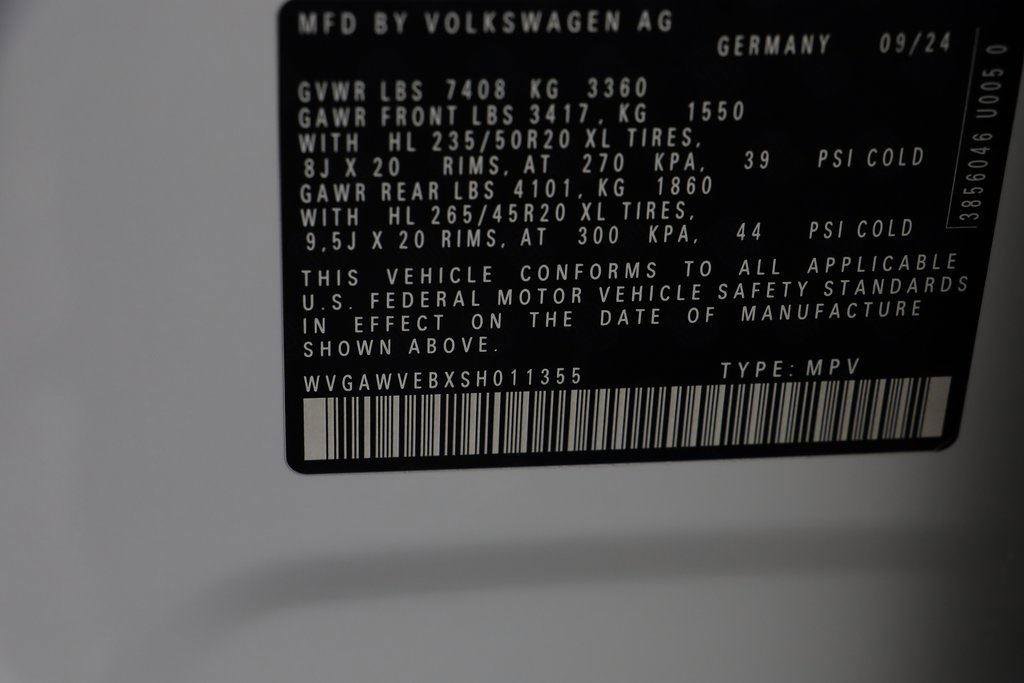 MFD BY VOLKSWAGEN AG
GERMANY 09/24
GVWR LBS 7408 KG 3360
GAWR FRONT LBS 3417, KG 1550
WITH HL 235/50R20 XL TIRES,
8J X 20 RIMS, AT 270 KPA, 39 PSI COLD
GAWR REAR LBS 4101, KG 1860
WITH HL 265/45R20 XL TIRES,
9,5J X 20 RIMS, AT 300 KPA, 44 PSI COLD
THIS VEHICLE CONFORMS TO ALL APPLICABLE
U.S. FEDERAL MOTOR VEHICLE SAFETY STANDARDS
IN EFFECT ON THE DATE OF MANUFACTURE
SHOWN ABOVE.
WVGAWVEBXSH011355 TYPE: MPV
3856046 U005 0